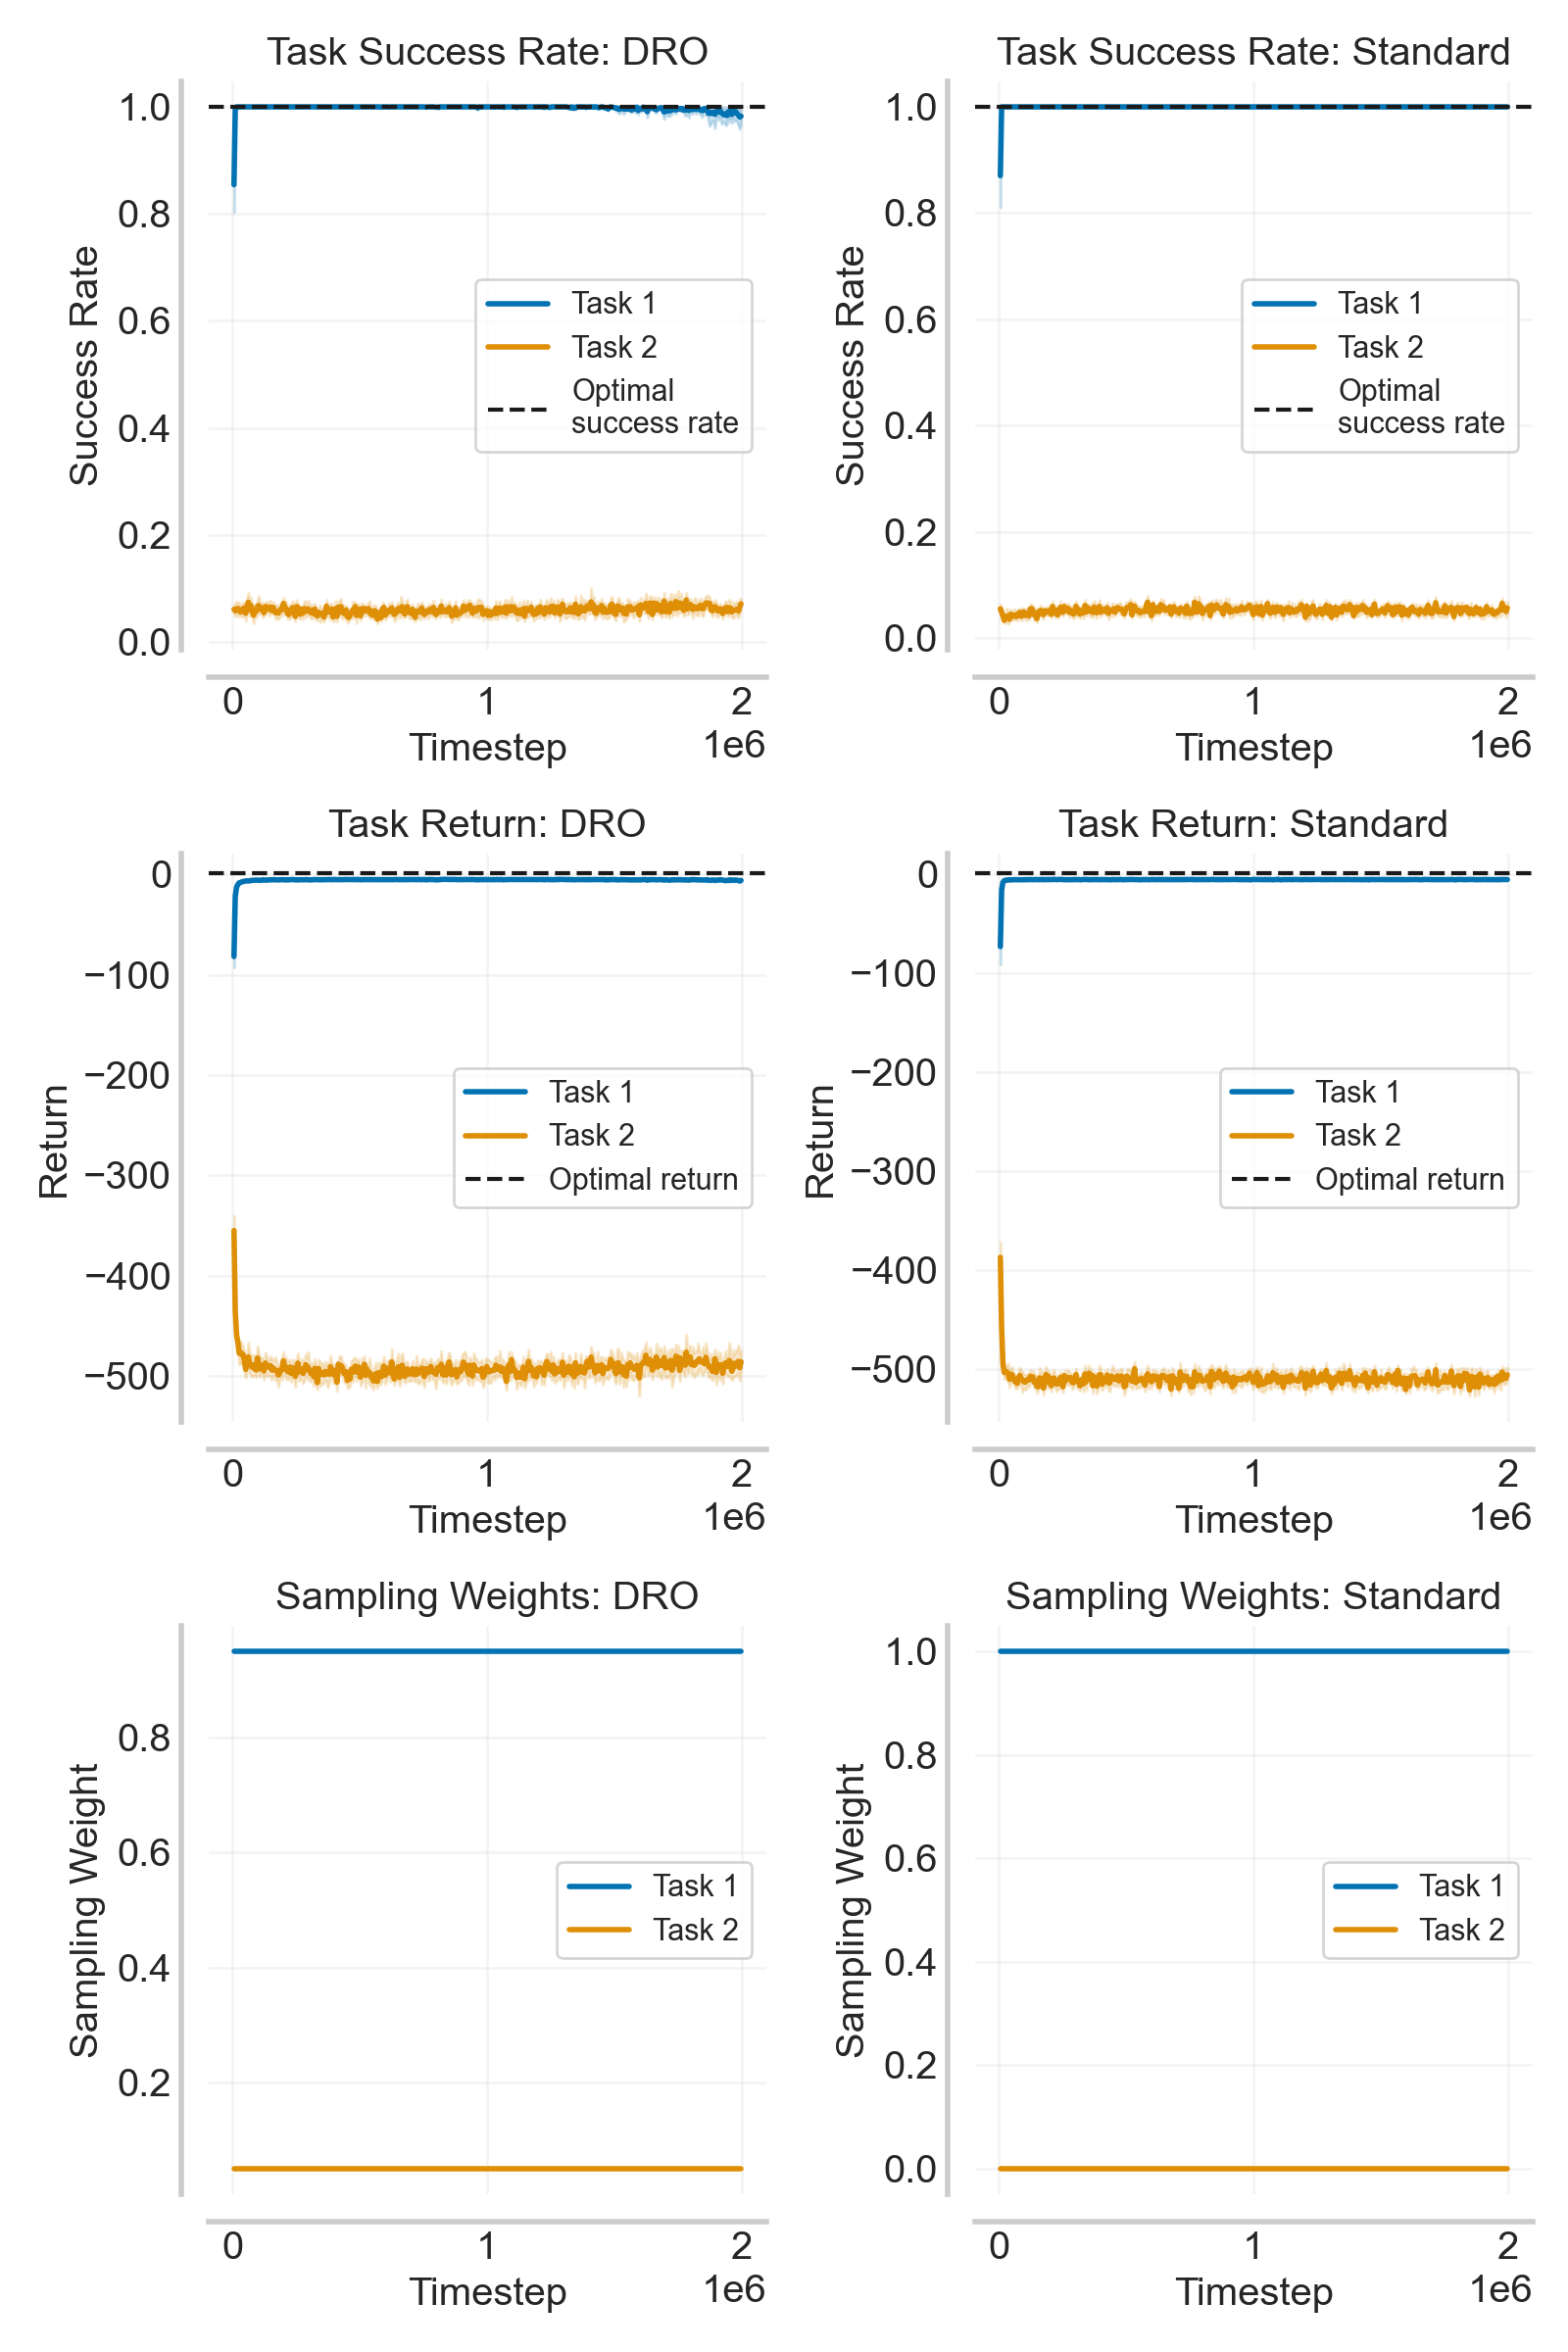 Task Success Rate: DRO
1.0
0.8
0.6
0.4
0.2
0.0
Success Rate
Task 1
Task 2
Optimal
success rate
0 1 2
Timestep
1e6
Task Success Rate: Standard
1.0
0.8
0.6
0.4
0.2
0.0
Success Rate
Task 1
Task 2
Optimal
success rate
0 1 2
Timestep
1e6
Task Return: DRO
0
−100
−200
−300
−400
−500
Return
Task 1
Task 2
Optimal return
0 1 2
Timestep
1e6
Task Return: Standard
0
−100
−200
−300
−400
−500
Return
Task 1
Task 2
Optimal return
0 1 2
Timestep
1e6
Sampling Weights: DRO
0.8
0.6
0.4
0.2
Sampling Weight
Task 1
Task 2
0 1 2
Timestep
1e6
Sampling Weights: Standard
1.0
0.8
0.6
0.4
0.2
0.0
Sampling Weight
Task 1
Task 2
0 1 2
Timestep
1e6